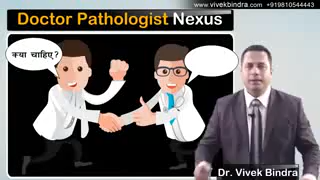 www.vivekbindra.com +919810544443
Doctor Pathologist Nexus
क्या चाहिए ?
Dr. Vivek Bindra